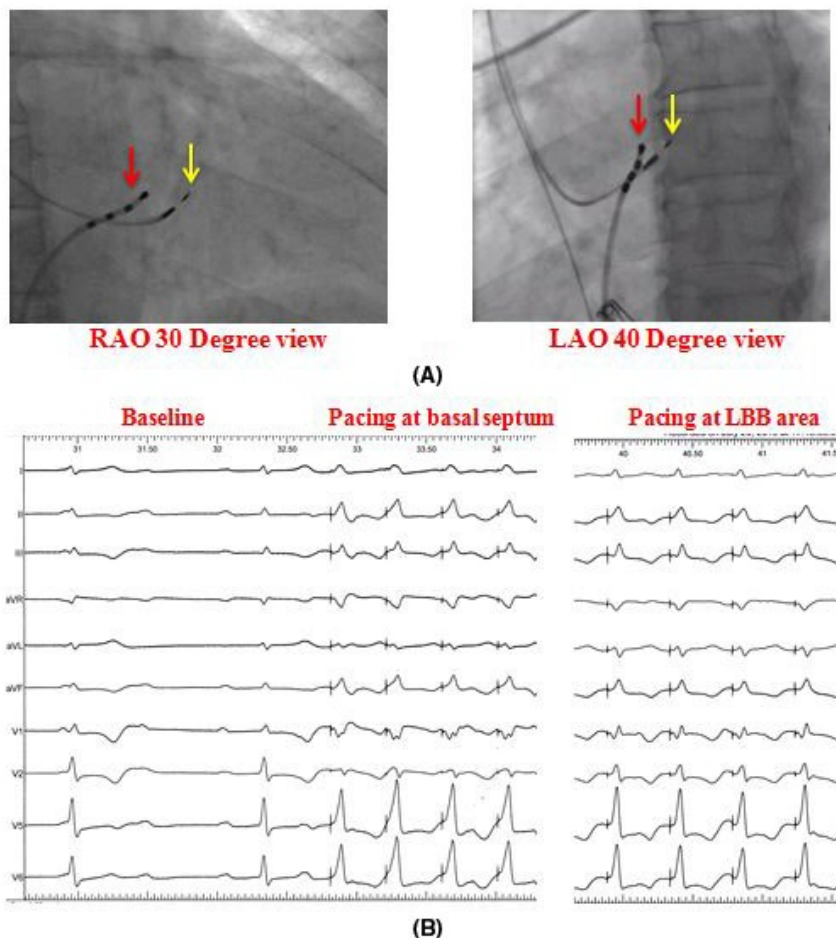 RAO 30 Degree view
LAO 40 Degree view
(A)
Baseline
Pacing at basal septum
Pacing at LBB area
31
31.50
32
32.50
33
33.50
34
40
40.50
41
41.5
I
II
III
aVR
aVL
aVF
V1
V2
V5
V6
(B)